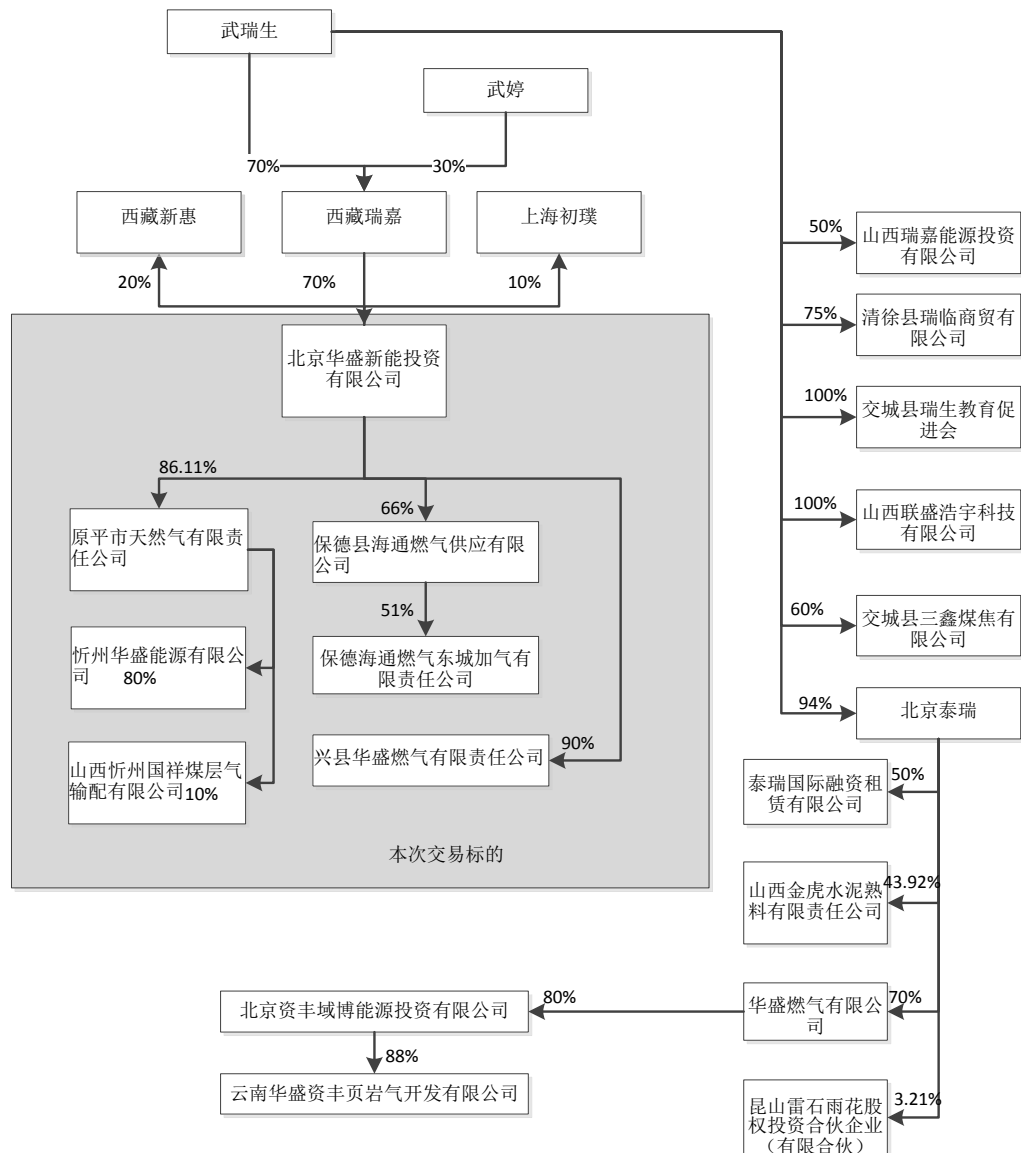 武瑞生
武婷
70%
30%
西藏新惠
西藏瑞嘉
上海初璞
20%
70%
10%
北京华盛新能投资
有限公司
86.11%
66%
原平市天然气有限责
任公司
保德县海通燃气供应有限
公司
51%
忻州华盛能源有限公
司 80%
保德海通燃气东城加气有
限责任公司
山西忻州国祥煤层气
输配有限公司10%
兴县华盛燃气有限责任公司
90%
本次交易标的
50%
山西瑞嘉能源投资
有限公司
75%
清徐县瑞临商贸有
限公司
100%
交城县瑞生教育促
进会
100%
山西联盛浩宇科技
有限公司
60%
交城县三鑫煤焦有
限公司
94%
北京泰瑞
泰瑞国际融资租
赁有限公司
50%
山西金虎水泥熟
料有限责任公司
43.92%
华盛燃气有限公
司
70%
80%
北京资丰域博能源投资有限公司
88%
云南华盛资丰页岩气开发有限公司
昆山雷石雨花股
权投资合伙企业
（有限合伙）
3.21%